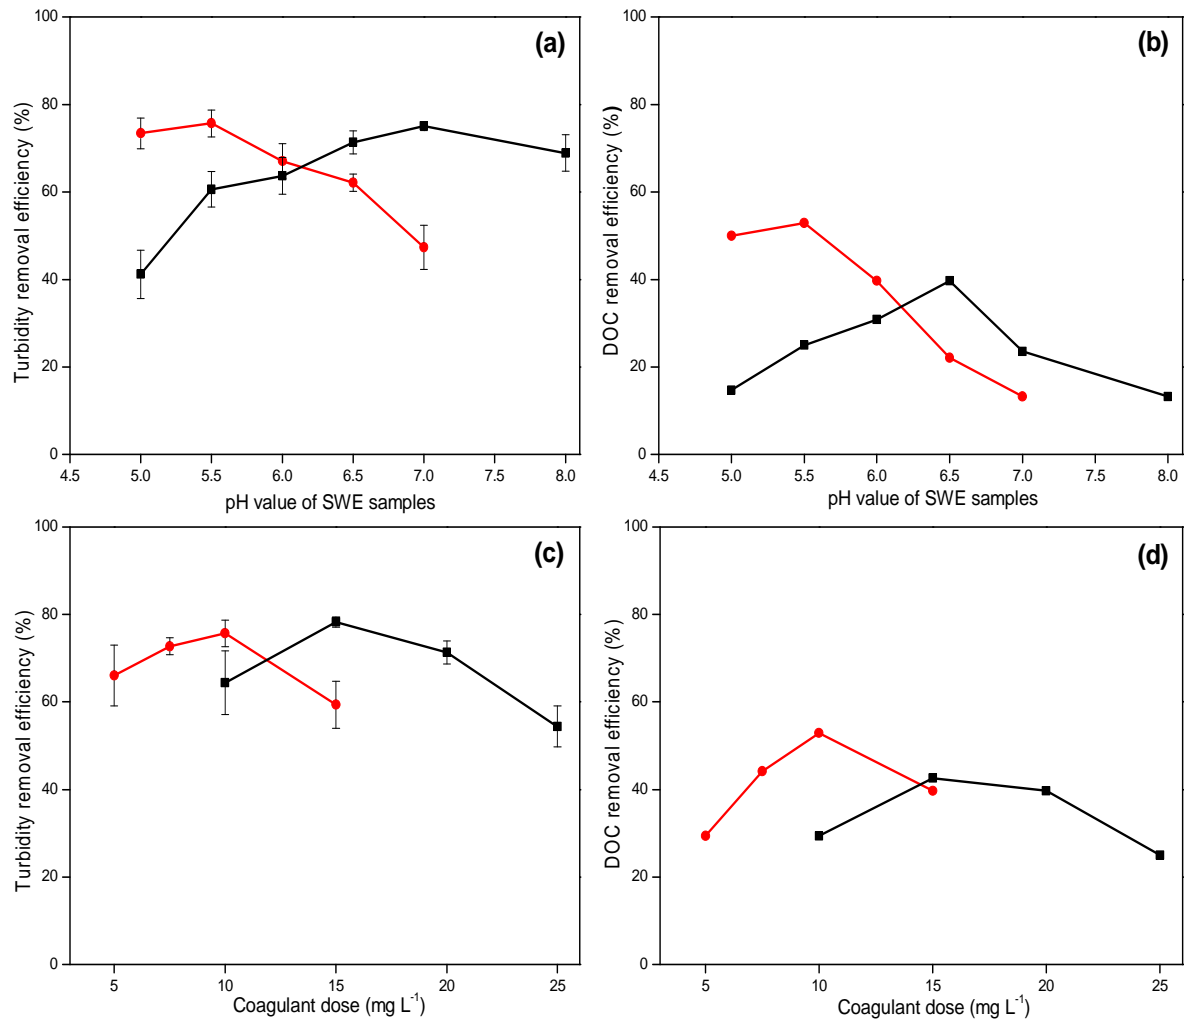 (a)
Turbidity removal efficiency (%)
100
80
60
40
20
0
4.5 5.0 5.5 6.0 6.5 7.0 7.5 8.0
pH value of SWE samples
(b)
DOC removal efficiency (%)
100
80
60
40
20
0
4.5 5.0 5.5 6.0 6.5 7.0 7.5 8.0
pH value of SWE samples
(c)
Turbidity removal efficiency (%)
100
80
60
40
20
0
5 10 15 20 25
Coagulant dose (mg L⁻¹)
(d)
DOC removal efficiency (%)
100
80
60
40
20
0
5 10 15 20 25
Coagulant dose (mg L⁻¹)